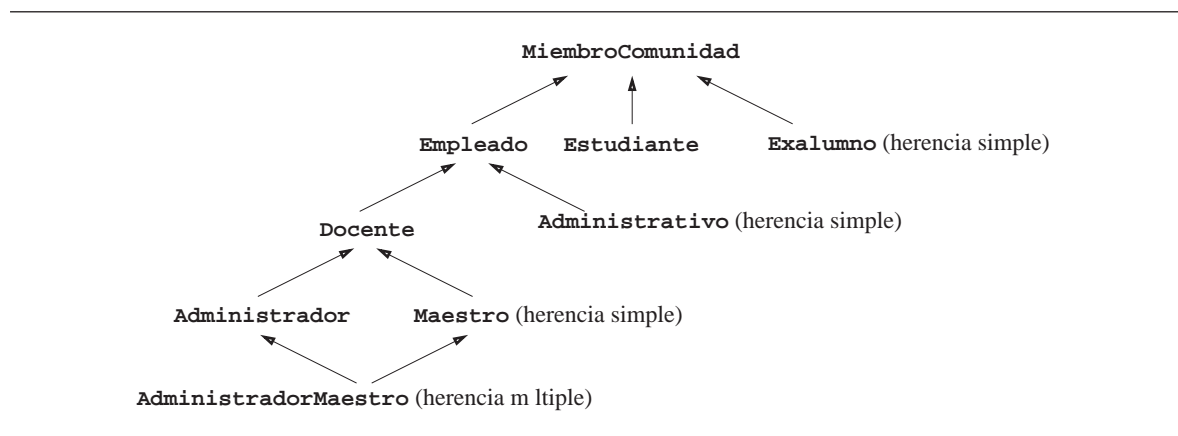 MiembroComunidad
Empleado Estudiante Exalumno (herencia simple)
Docente Administrativo (herencia simple)
Administrador Maestro (herencia simple)
AdministradorMaestro (herencia m ltiple)